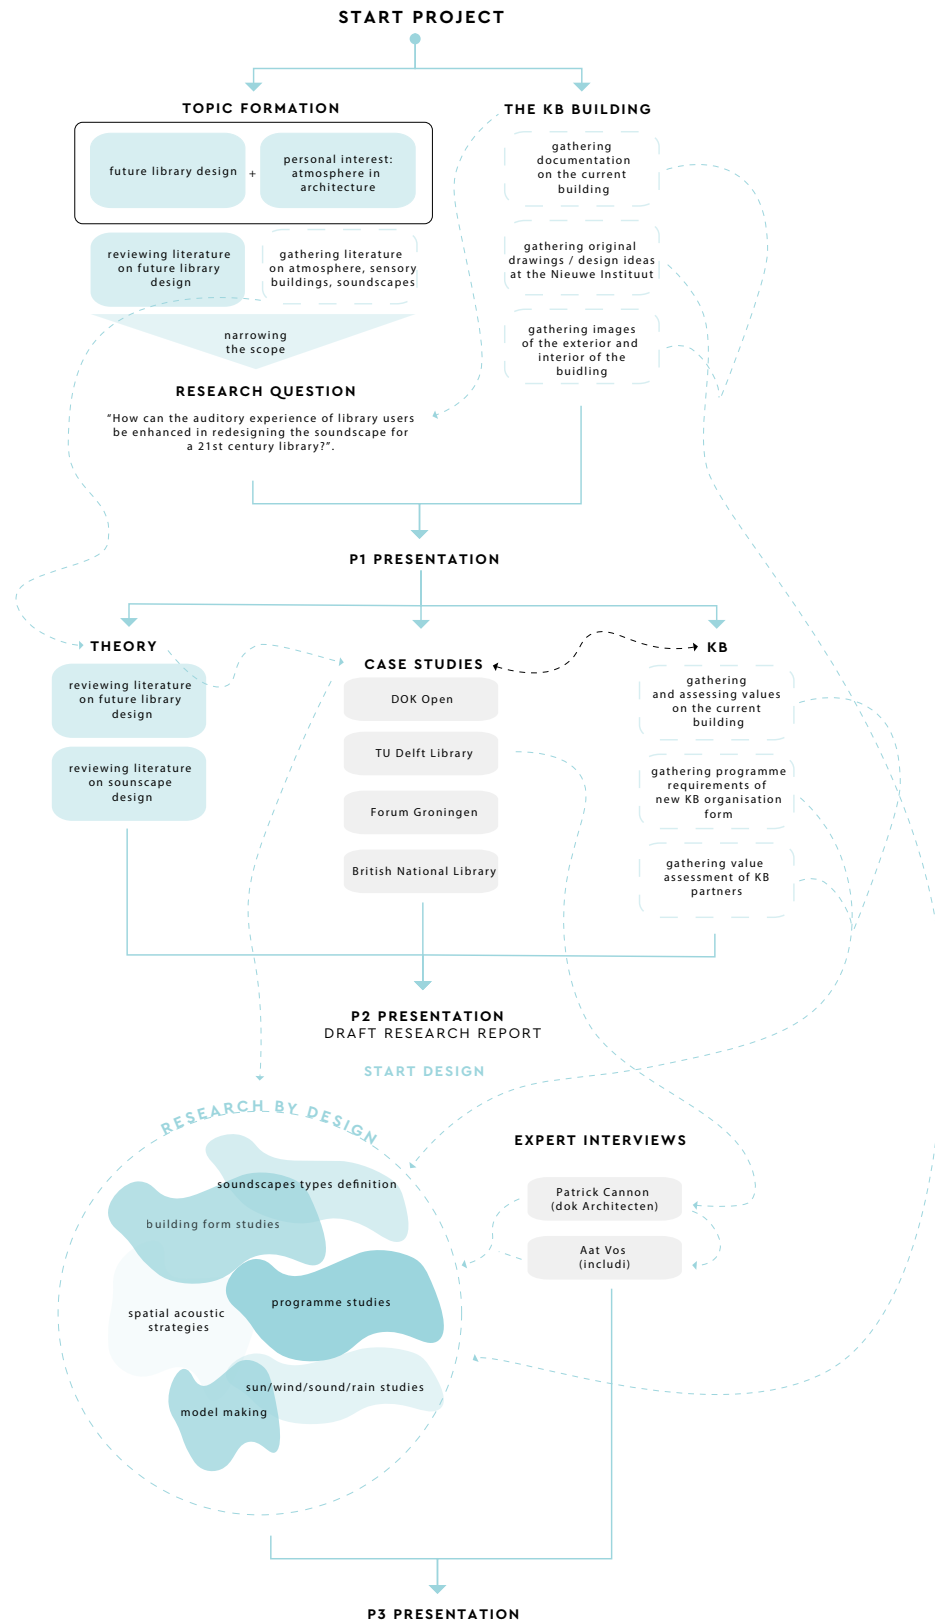 START PROJECT
TOPIC FORMATION
future library design
+
personal interest:
atmosphere in
architecture
reviewing literature
on future library
design
gathering literature
on atmosphere, sensory
buildings, soundscapes
narrowing
the scope
RESEARCH QUESTION
“How can the auditory experience of library users
be enhanced in redesigning the soundscape for
a 21st century library?”.
THE KB BUILDING
gathering
documentation
on the current
building
gathering original
drawings / design ideas
at the Nieuwe Instituut
gathering images
of the exterior and
interior of the
buidling
P1 PRESENTATION
THEORY
reviewing literature
on future library
design
reviewing literature
on sounscape
design
CASE STUDIES
DOK Open
TU Delft Library
Forum Groningen
British National Library
KB
gathering
and assessing values
on the current
building
gathering programme
requirements of
new KB organisation
form
gathering value
assessment of KB
partners
P2 PRESENTATION
DRAFT RESEARCH REPORT
START DESIGN
RESEARCH BY DESIGN
soundscapes types definition
building form studies
programme studies
spatial acoustic
strategies
sun/wind/sound/rain studies
model making
EXPERT INTERVIEWS
Patrick Cannon
(dok Architecten)
Aat Vos
(includi)
P3 PRESENTATION